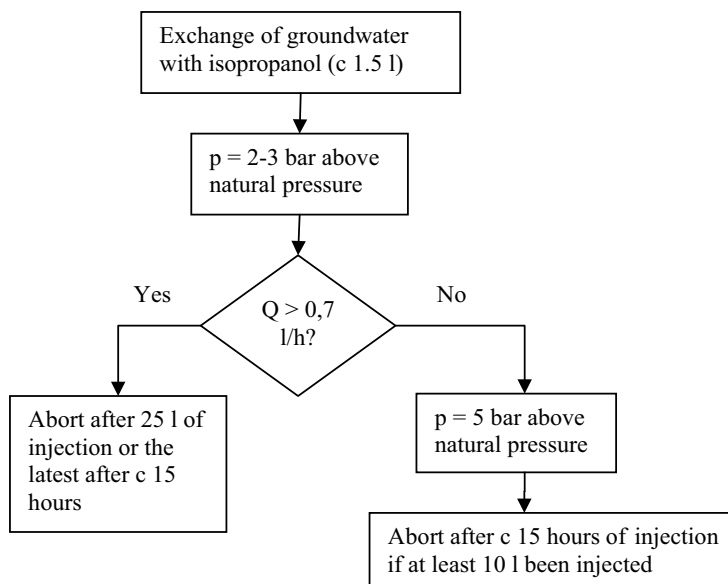 Exchange of groundwater
with isopropanol (c 1.5 l)
p = 2-3 bar above
natural pressure
Yes
No
Q > 0,7
l/h?
Abort after 25 l of
injection or the
latest after c 15
hours
p = 5 bar above
natural pressure
Abort after c 15 hours of injection
if at least 10 l been injected